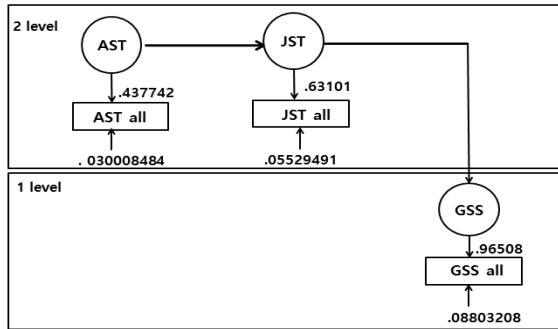 2 level
AST
JST
.437742
.63101
AST all
JST all
. 030008484
.05529491
1 level
GSS
.96508
GSS all
.08803208